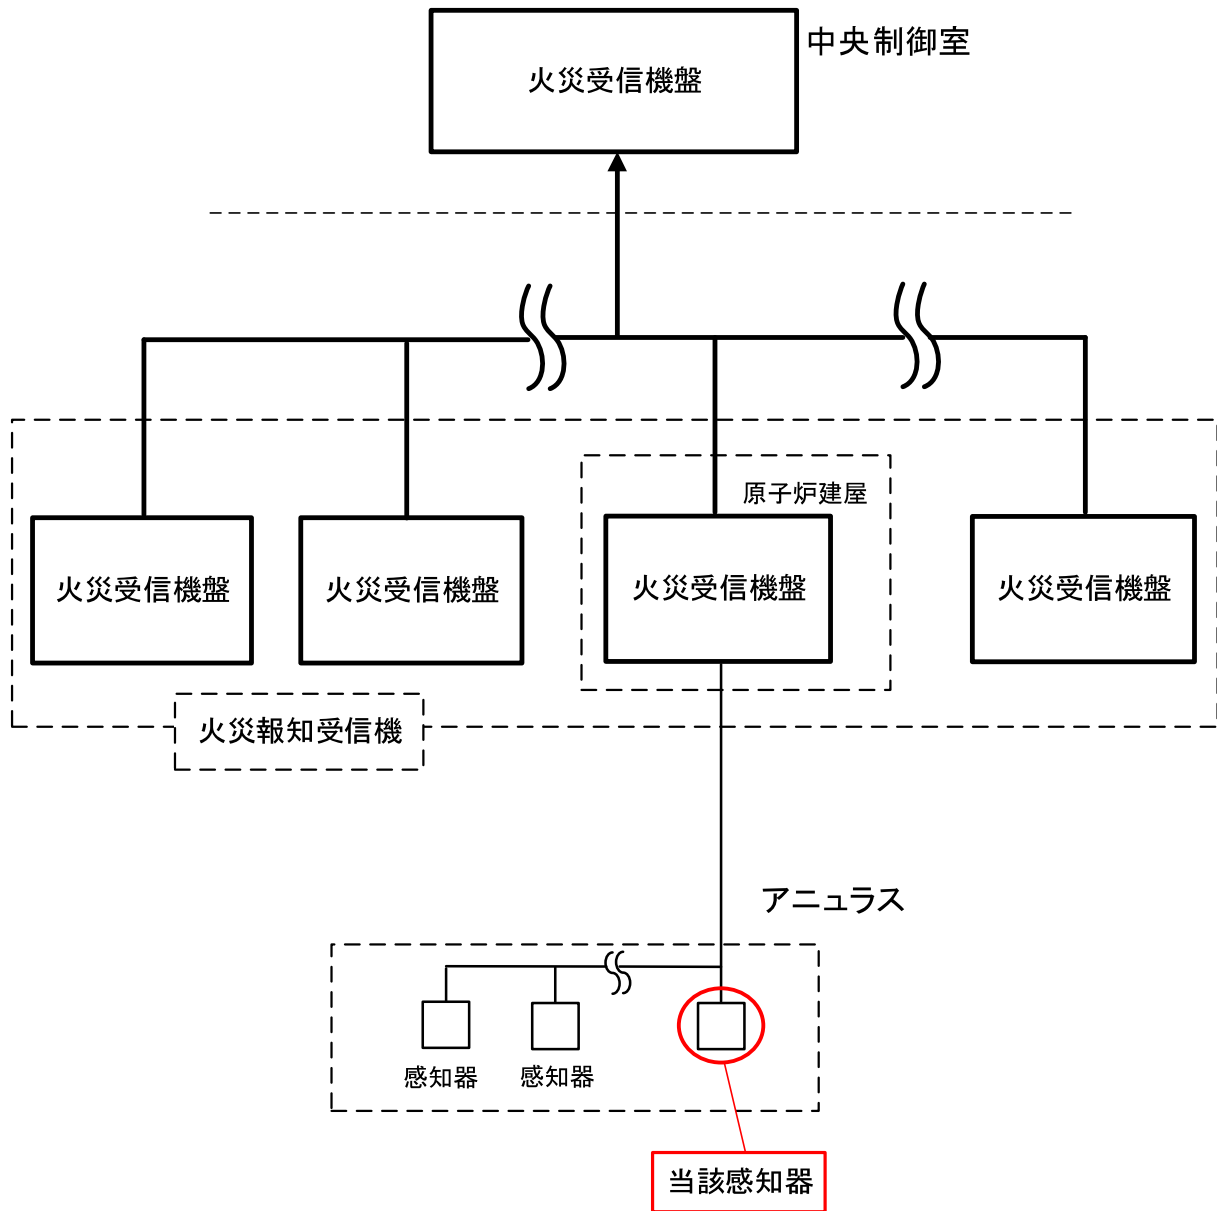 中央制御室
火災受信機盤
原子炉建屋
火災受信機盤
火災受信機盤
火災受信機盤
火災受信機盤
火災報知受信機
アニュラス
感知器
感知器
当該感知器